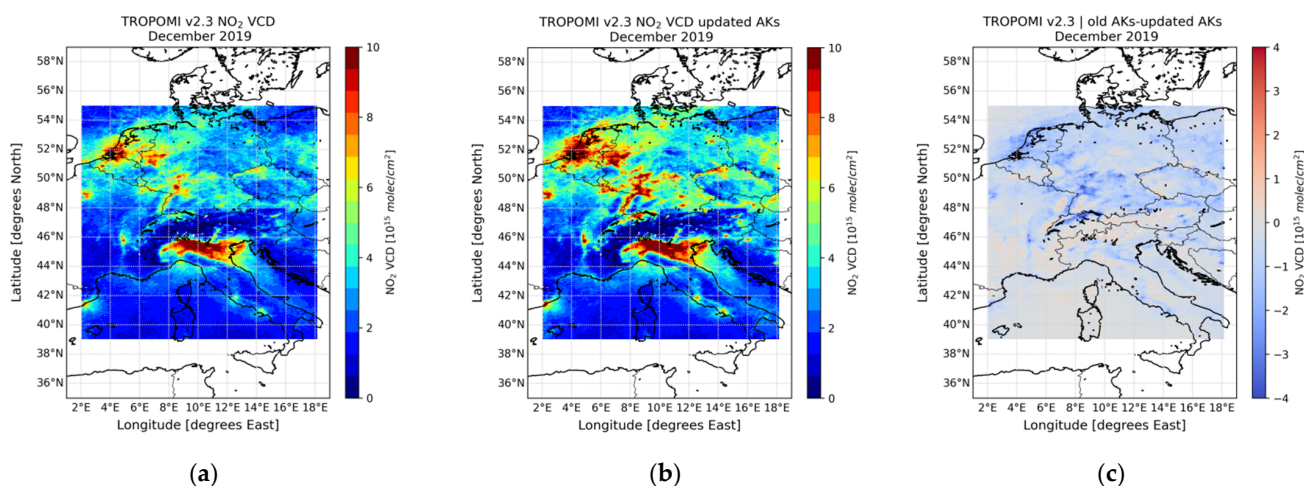 TROPOMI v2.3 NO₂ VCD
December 2019
58°N
56°N
54°N
52°N
50°N
48°N
46°N
44°N
42°N
40°N
38°N
36°N
Latitude [degrees North]
2°E 4°E 6°E 8°E 10°E 12°E 14°E 16°E 18°E
Longitude [degrees East]
10
8
6
4
2
0
NO₂ VCD [10¹⁵ molec/cm²]
(a)
TROPOMI v2.3 NO₂ VCD updated AKs
December 2019
58°N
56°N
54°N
52°N
50°N
48°N
46°N
44°N
42°N
40°N
38°N
36°N
Latitude [degrees North]
2°E 4°E 6°E 8°E 10°E 12°E 14°E 16°E 18°E
Longitude [degrees East]
10
8
6
4
2
0
NO₂ VCD [10¹⁵ molec/cm²]
(b)
TROPOMI v2.3 | old AKs-updated AKs
December 2019
58°N
56°N
54°N
52°N
50°N
48°N
46°N
44°N
42°N
40°N
38°N
36°N
Latitude [degrees North]
2°E 4°E 6°E 8°E 10°E 12°E 14°E 16°E 18°E
Longitude [degrees East]
4
3
2
1
0
−1
−2
−3
−4
NO₂ VCD [10¹⁵ molec/cm²]
(c)